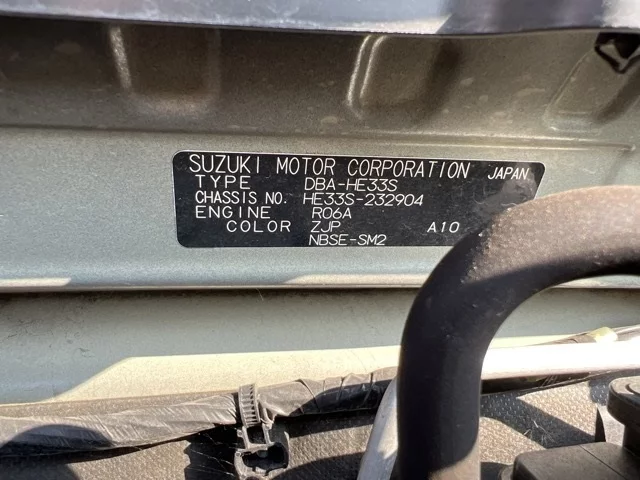 SUZUKI MOTOR CORPORATION JAPAN
TYPE DBA-HE33S
CHASSIS NO. HE33S-232904
ENGINE R06A
COLOR ZJP A10
NBSE-SM2